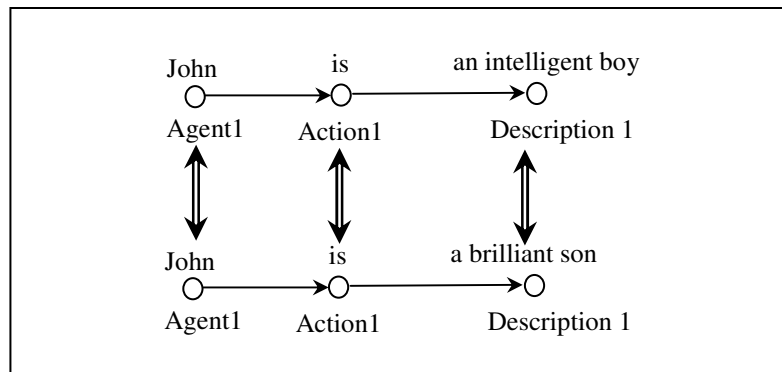 John is an intelligent boy
Agent1 Action1 Description 1
John is a brilliant son
Agent1 Action1 Description 1